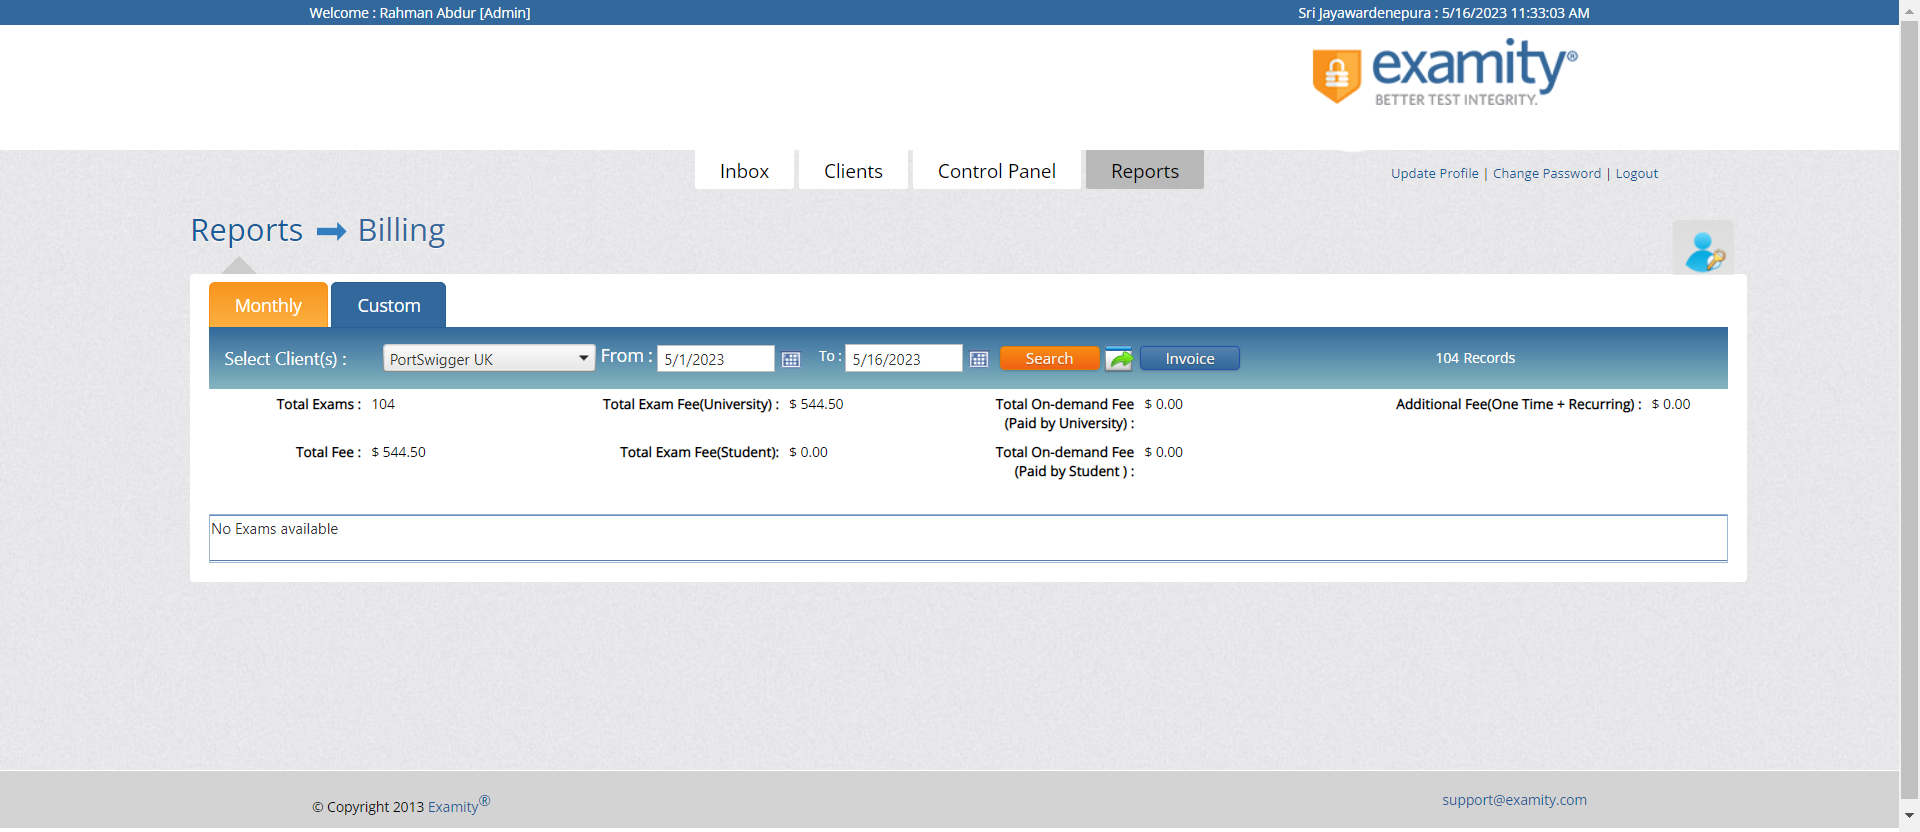 Welcome : Rahman Abdur [Admin]
Sri Jayawardenepura : 5/16/2023 11:33:03 AM
examity®
BETTER TEST INTEGRITY.
Inbox
Clients
Control Panel
Reports
Update Profile | Change Password | Logout
Reports Billing
Monthly
Custom
Select Client(s) : PortSwigger UK From : 5/1/2023 To : 5/16/2023 Search Invoice 104 Records
Total Exams : 104 Total Exam Fee(University) : $ 544.50 Total On-demand Fee $ 0.00 Additional Fee(One Time + Recurring) : $ 0.00
(Paid by University) :
Total Fee : $ 544.50 Total Exam Fee(Student): $ 0.00 Total On-demand Fee $ 0.00
(Paid by Student ) :
No Exams available
© Copyright 2013 Examity®
support@examity.com